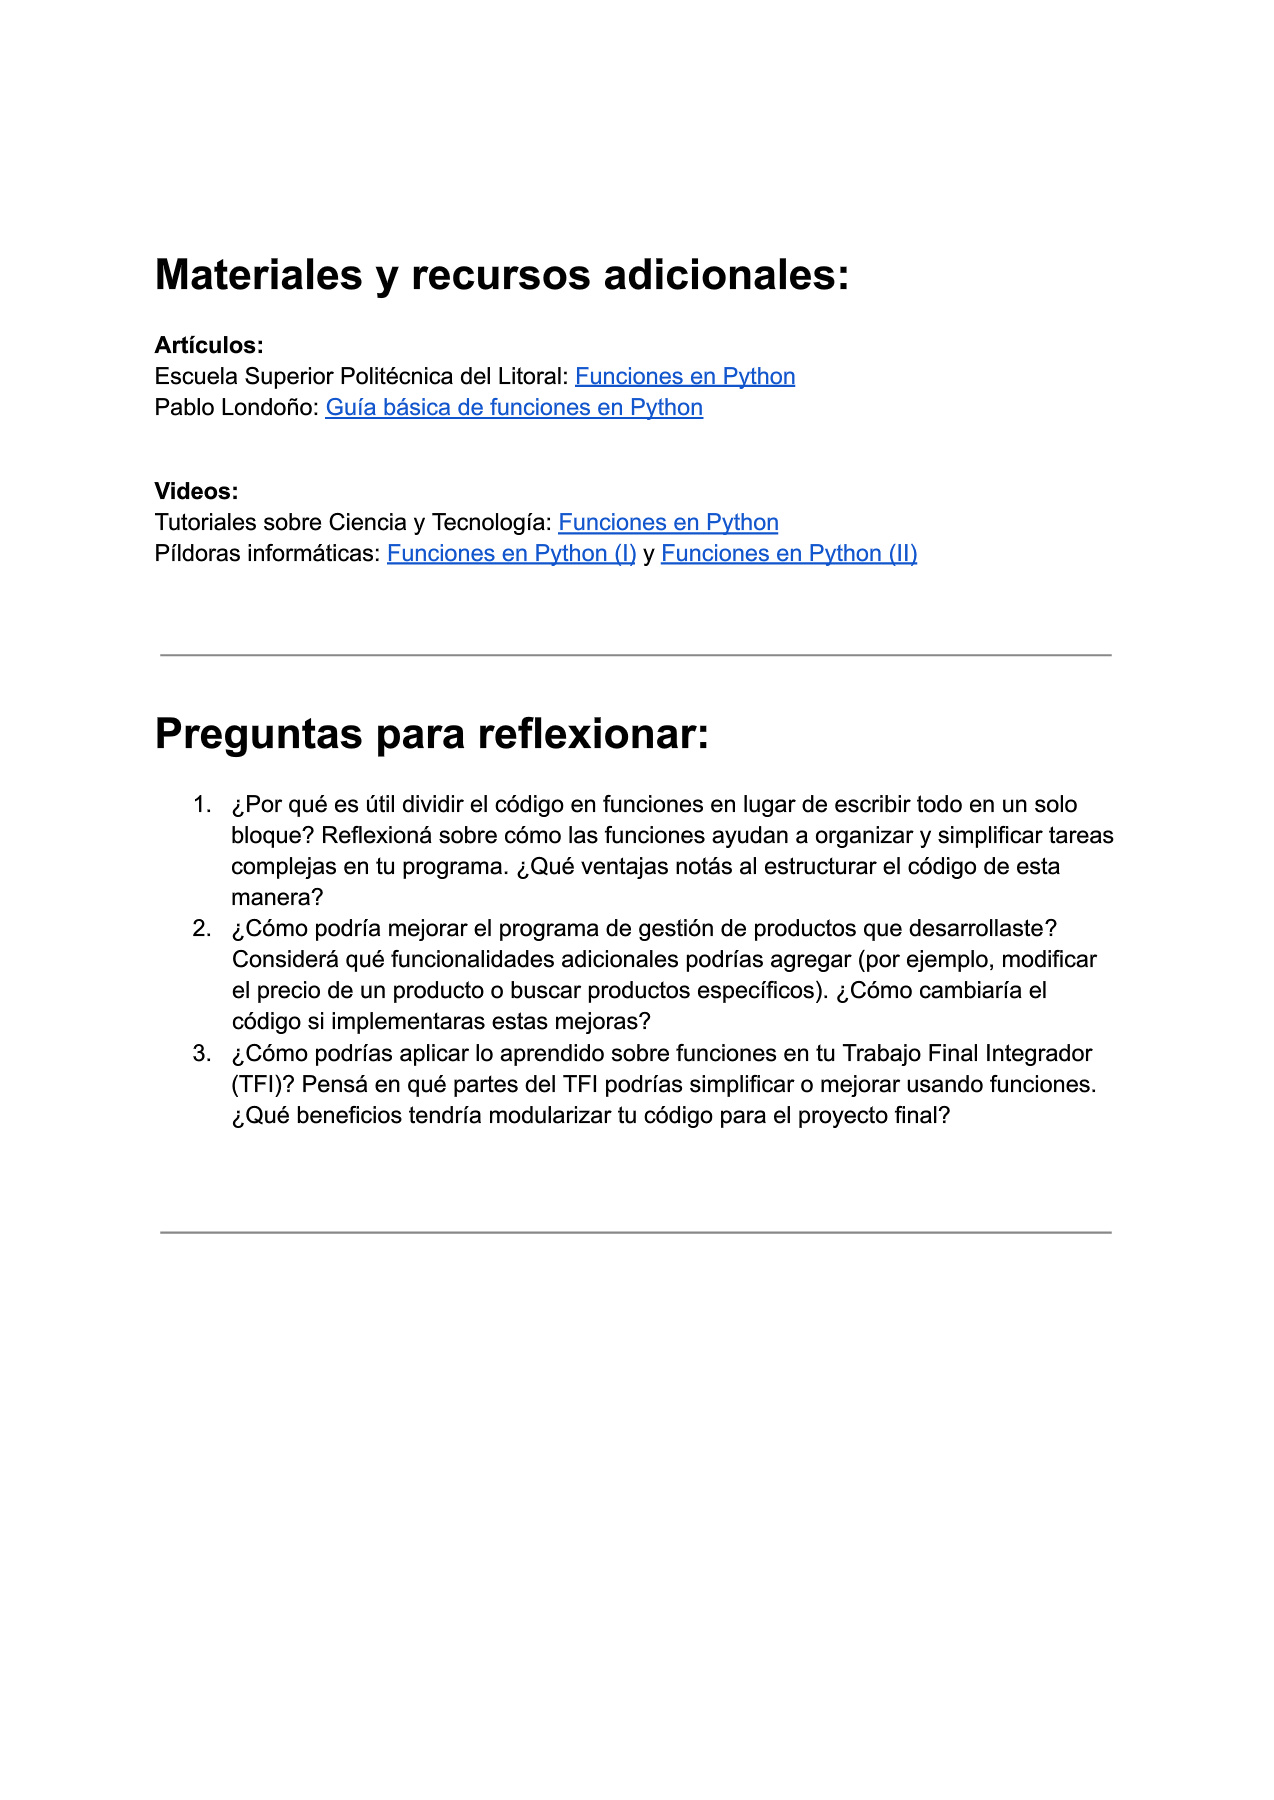 Materiales y recursos adicionales:
Artículos:
Escuela Superior Politécnica del Litoral: Funciones en Python
Pablo Londoño: Guía básica de funciones en Python
Videos:
Tutoriales sobre Ciencia y Tecnología: Funciones en Python
Píldoras informáticas: Funciones en Python (I) y Funciones en Python (II)
Preguntas para reflexionar:
1. ¿Por qué es útil dividir el código en funciones en lugar de escribir todo en un solo
bloque? Reflexioná sobre cómo las funciones ayudan a organizar y simplificar tareas
complejas en tu programa. ¿Qué ventajas notás al estructurar el código de esta
manera?
2. ¿Cómo podría mejorar el programa de gestión de productos que desarrollaste?
Considerá qué funcionalidades adicionales podrías agregar (por ejemplo, modificar
el precio de un producto o buscar productos específicos). ¿Cómo cambiaría el
código si implementaras estas mejoras?
3. ¿Cómo podrías aplicar lo aprendido sobre funciones en tu Trabajo Final Integrador
(TFI)? Pensá en qué partes del TFI podrías simplificar o mejorar usando funciones.
¿Qué beneficios tendría modularizar tu código para el proyecto final?